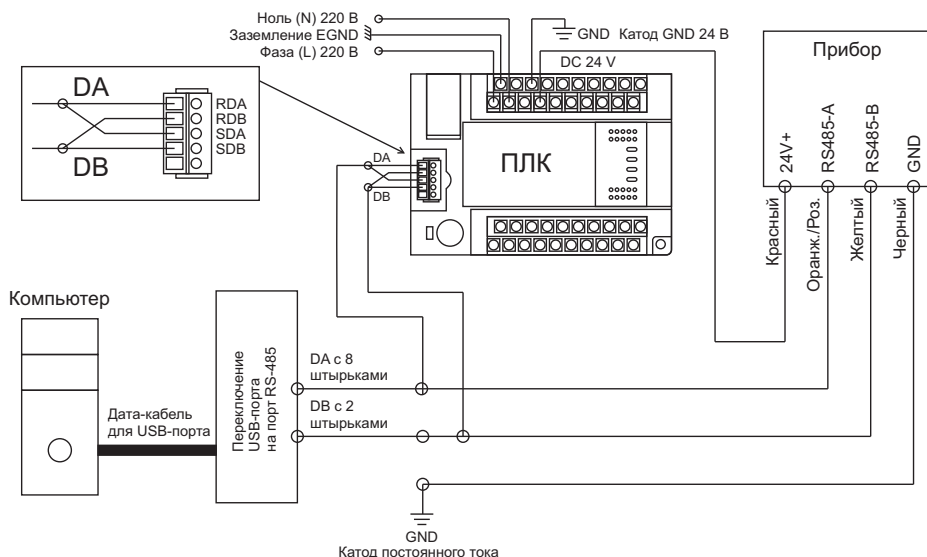 Ноль (N) 220 В
Заземление EGND
Фаза (L) 220 В
GND Катод GND 24 В
DC 24 V
Прибор
DA
DB
RDA
RDB
SDA
SDB
DA
DB
ПЛК
24V+
RS485-A
RS485-B
GND
Красный
Оранж./Роз.
Желтый
Черный
Компьютер
Дата-кабель
для USB-порта
Переключение
USB-порта
на порт RS-485
DA с 8
штырьками
DB с 2
штырьками
GND
Катод постоянного тока